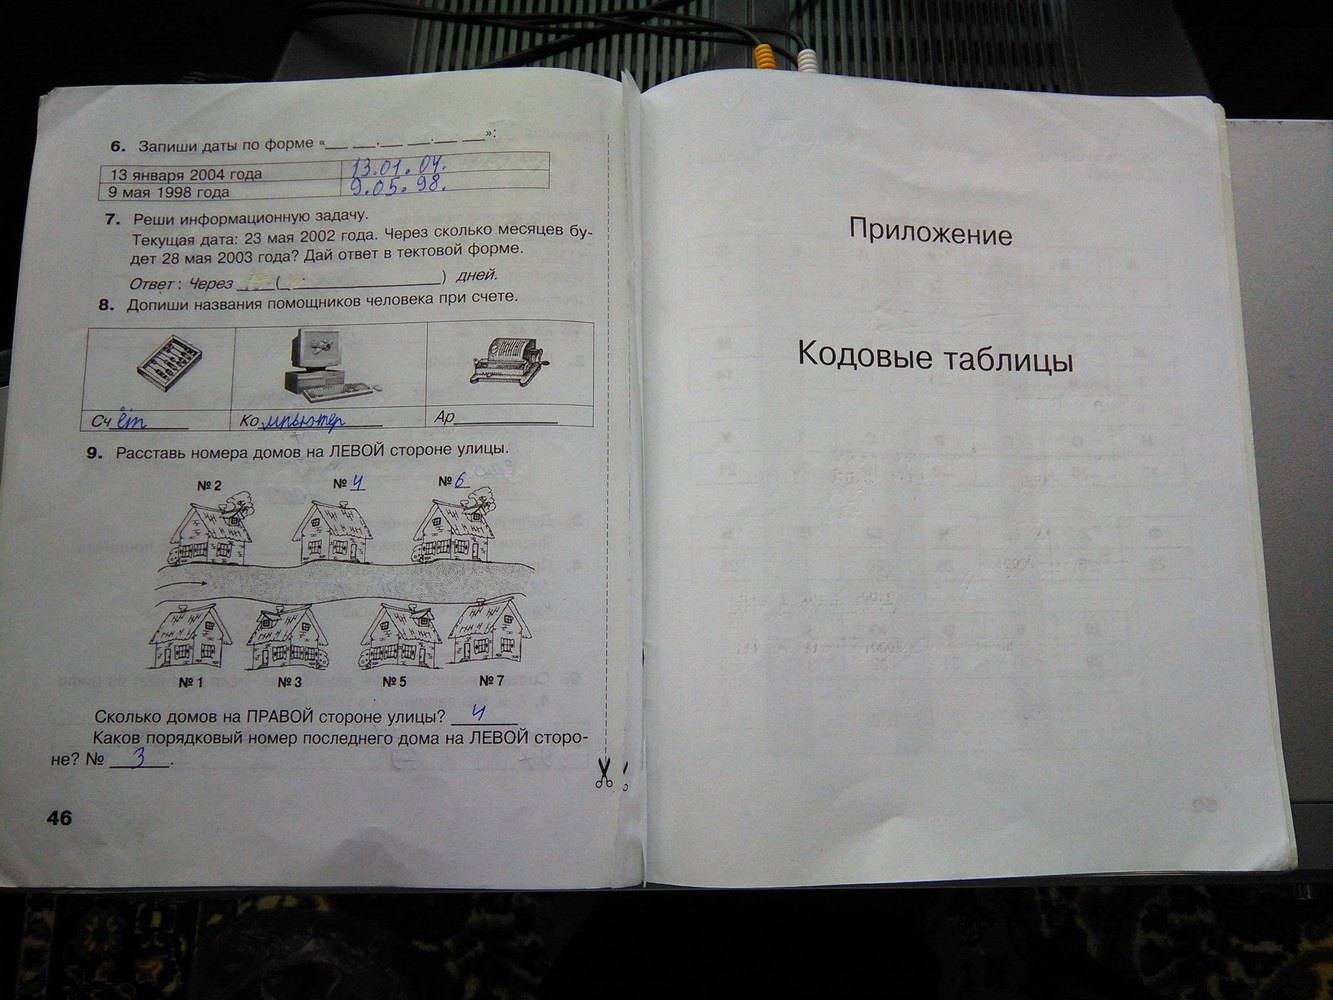 6. Запиши даты по форме «__ __.__ __.__ __»:
13 января 2004 года 13.01.04.
9 мая 1998 года 9.05.98.
7. Реши информационную задачу.
Текущая дата: 23 мая 2002 года. Через сколько месяцев бу-
дет 28 мая 2003 года? Дай ответ в тектовой форме.
Ответ: Через ____(____________) дней.
8. Допиши названия помощников человека при счете.
Счёт Компьютер Ар
9. Расставь номера домов на ЛЕВОЙ стороне улицы.
№ 2 № 4 № 6
№ 1 № 3 № 5 № 7
Сколько домов на ПРАВОЙ стороне улицы? 4
Каков порядковый номер последнего дома на ЛЕВОЙ сторо-
не? № 3.
46
Приложение
Кодовые таблицы